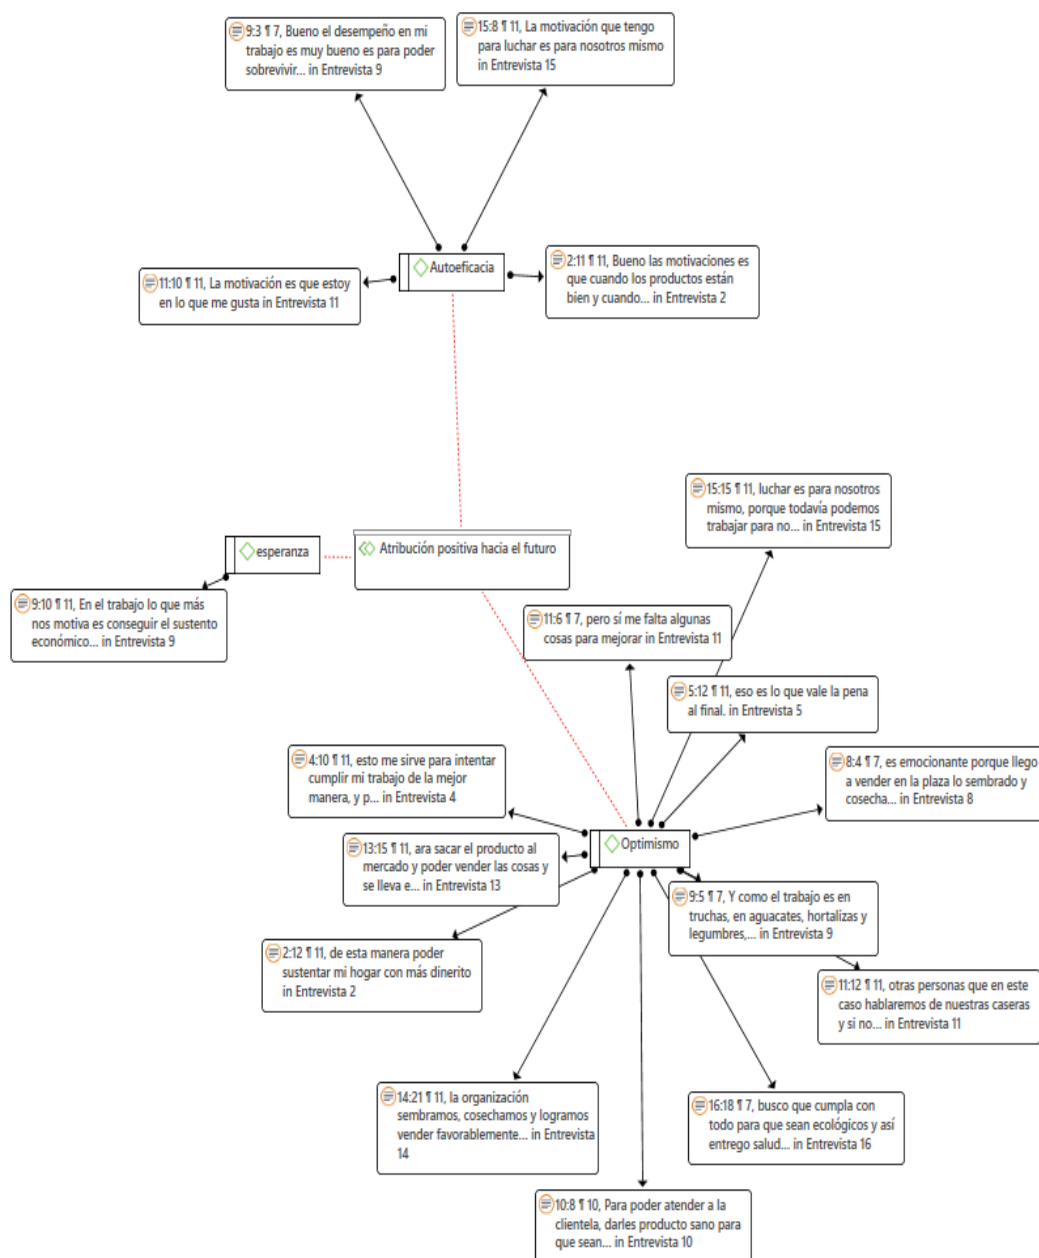 9:3 ¶ 7, Bueno el desempeño en mi
trabajo es muy bueno es para poder
sobrevivir... in Entrevista 9
15:8 ¶ 11, La motivación que tengo
para luchar es para nosotros mismo
in Entrevista 15
Autoeficacia
11:10 ¶ 11, La motivación es que estoy
en lo que me gusta in Entrevista 11
2:11 ¶ 11, Bueno las motivaciones es
que cuando los productos están
bien y cuando... in Entrevista 2
15:15 ¶ 11, luchar es para nosotros
mismo, porque todavía podemos
trabajar para no... in Entrevista 15
esperanza
Atribución positiva hacia el futuro
9:10 ¶ 11, En el trabajo lo que más
nos motiva es conseguir el sustento
económico... in Entrevista 9
11:6 ¶ 7, pero sí me falta algunas
cosas para mejorar in Entrevista 11
5:12 ¶ 11, eso es lo que vale la pena
al final. in Entrevista 5
4:10 ¶ 11, esto me sirve para intentar
cumplir mi trabajo de la mejor
manera, y p... in Entrevista 4
8:4 ¶ 7, es emocionante porque llego
a vender en la plaza lo sembrado y
cosecha... in Entrevista 8
Optimismo
13:15 ¶ 11, ara sacar el producto al
mercado y poder vender las cosas y
se lleva e... in Entrevista 13
9:5 ¶ 7, Y como el trabajo es en
truchas, en aguacates, hortalizas y
legumbres,... in Entrevista 9
2:12 ¶ 11, de esta manera poder
sustentar mi hogar con más dinerito
in Entrevista 2
11:12 ¶ 11, otras personas que en este
caso hablaremos de nuestras caseras
y si no... in Entrevista 11
14:21 ¶ 11, la organización
sembramos, cosechamos y logramos
vender favorablemente... in Entrevista
14
16:18 ¶ 7, busco que cumpla con
todo para que sean ecológicos y así
entrego salud... in Entrevista 16
10:8 ¶ 10, Para poder atender a la
clientela, darles producto sano para
que sean... in Entrevista 10